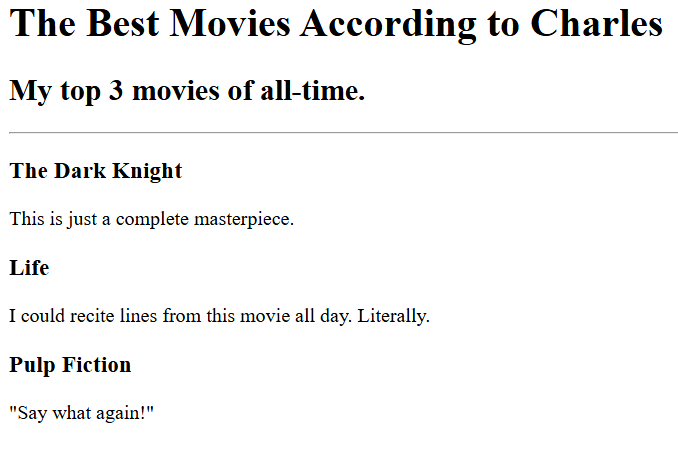 The Best Movies According to Charles
My top 3 movies of all-time.
The Dark Knight
This is just a complete masterpiece.
Life
I could recite lines from this movie all day. Literally.
Pulp Fiction
"Say what again!"